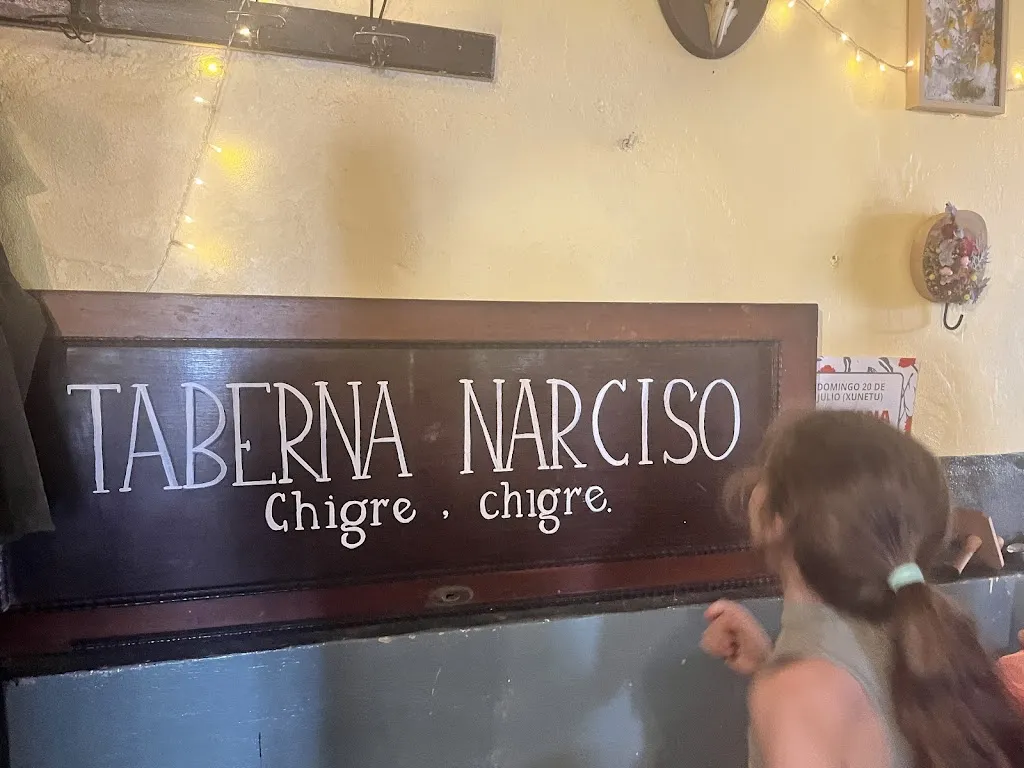 TABERNA NARCISO
Chigre, chigre.
DOMINGO 20 DE
JULIO (XUNETU)